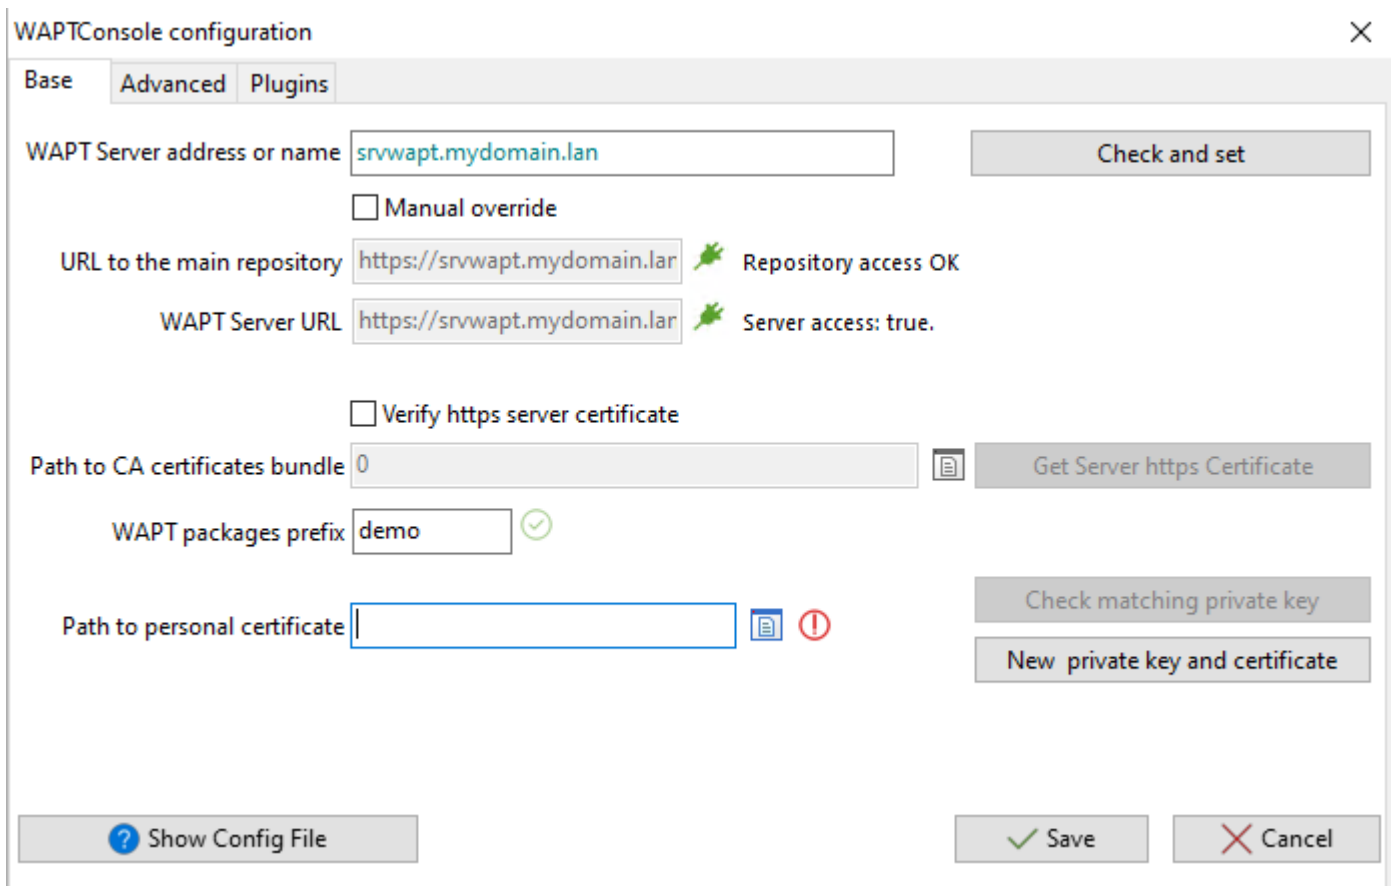 WAPTConsole configuration
Base Advanced Plugins
WAPT Server address or name srvwapt.mydomain.lan Check and set
Manual override
URL to the main repository https://srvwapt.mydomain.lan Repository access OK
WAPT Server URL https://srvwapt.mydomain.lan Server access: true.
Verify https server certificate
Path to CA certificates bundle 0 Get Server https Certificate
WAPT packages prefix demo
Check matching private key
Path to personal certificate
New private key and certificate
? Show Config File Save Cancel